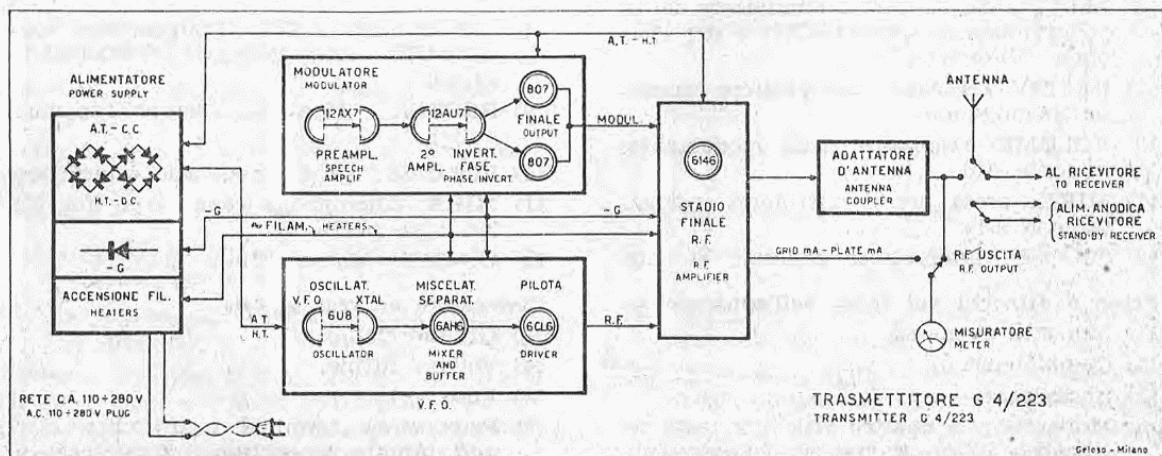 ALIMENTATORE
POWER SUPPLY
A.T. - C.C.
H.T. - D.C.
-G
ACCENSIONE FIL.
HEATERS
RETE C.A. 110÷280 V
A.C. 110÷280 V PLUG
MODULATORE
MODULATOR
12AX7
PREAMPL.
SPEECH
AMPLIF
12AU7
2º
AMPL.
INVERT.
FASE
PHASE INVERT
807
FINALE
OUTPUT
807
MODUL.
A.T. - H.T
-G
-G
FILAM. HEATERS
A.T.
H.T.
OSCILLAT.
V.F.O. XTAL
6U8
OSCILLATOR
MISCELAT.
SEPARAT.
6AH6
MIXER
AND
BUFFER
PILOTA
6CL6
DRIVER
V.F.O.
R.F.
6146
STADIO
FINALE
R.F.
R.F.
AMPLIFIER
ADATTATORE
D'ANTENNA
ANTENNA
COUPLER
ANTENNA
AL RICEVITORE
TO RECEIVER
ALIM. ANODICA
RICEVITORE
STAND-BY RECEIVER
GRID mA - PLATE mA
R.F. USCITA
R.F. OUTPUT
MISURATORE
METER
TRASMETTITORE G 4/223
TRANSMITTER G 4/223
Geloso - Milano